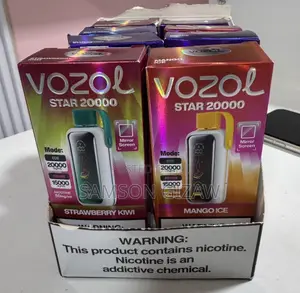 VOZOL
STAR 20000
Mirror
Screen
Mode:
20000
15000
STRAWBERRY KIWI
VOZOL
STAR 20000
Mirror
Screen
Mode:
20000
15000
MANGO ICE
SAMSON
WARNING:
This product contains nicotine.
Nicotine is an
addictive chemical.